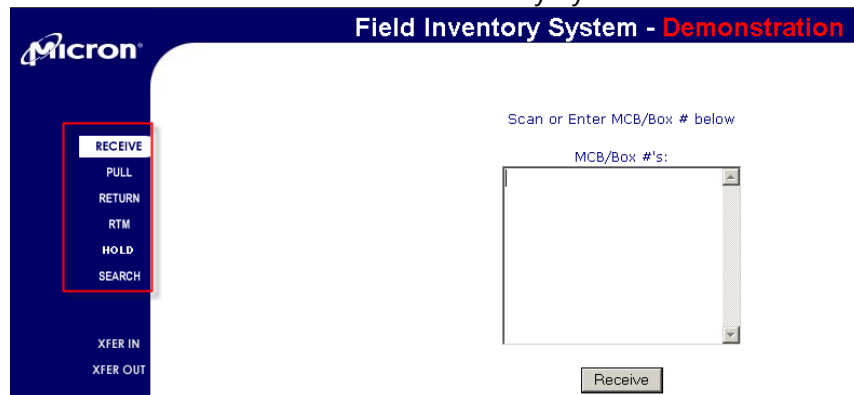 Field Inventory System - Demonstration
Micron
Scan or Enter MCB/Box # below
MCB/Box #'s:
RECEIVE
PULL
RETURN
RTM
HOLD
SEARCH
XFER IN
XFER OUT
Receive